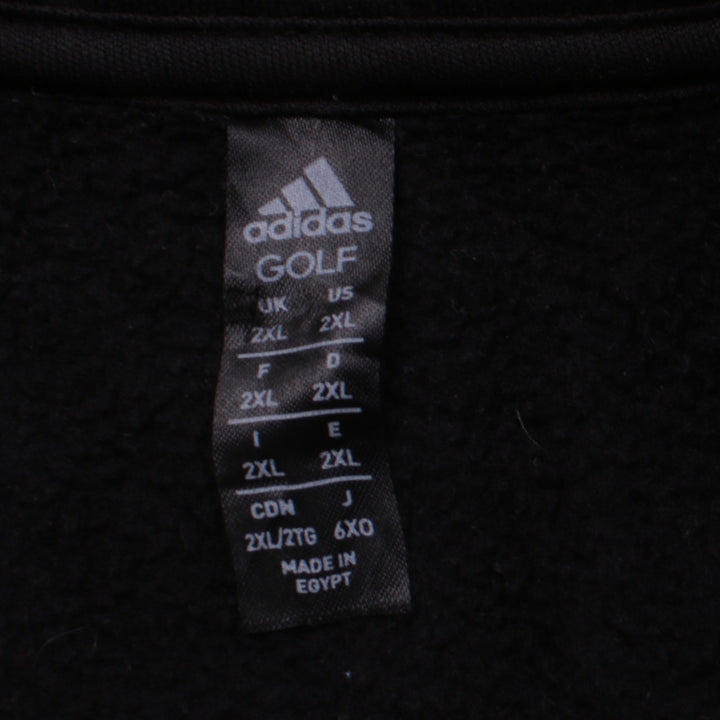 adidas
GOLF
UK US
2XL 2XL
F D
2XL 2XL
I E
2XL 2XL
CDN J
2XL/2TG 6XO
MADE IN
EGYPT